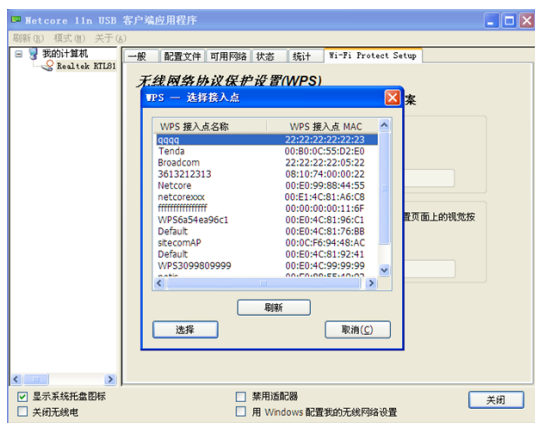 Netcore 11n USB 客户端应用程序
刷新(R) 模式(M) 关于(A)
我的计算机
Realtek RTL81
一般 配置文件 可用网络 状态 统计 Wi-Fi Protect Setup
无线网络协议保护设置(WPS)
案
WPS — 选择接入点
WPS 接入点名称 WPS 接入点 MAC
qqqq 22:22:22:22:22:23
Tenda 00:B0:0C:55:D2:E0
Broadcom 22:22:22:22:05:22
3613212313 08:10:74:00:00:22
Netcore 00:E0:99:88:44:55
netcorexxx 00:E1:4C:81:A6:C8
ffffffffffffffff 00:00:00:00:11:6F
WPS6a54ea96c1 00:E0:4C:81:96:C1
Default 00:E0:4C:81:76:BB
sitecomAP 00:0C:F6:94:48:AC
Default 00:E0:4C:81:92:41
WPS3099809999 00:E0:4C:99:99:99
置页面上的视觉按
刷新
选择 取消(C)
显示系统托盘图标 禁用适配器
关闭无线电 用 Windows 配置我的无线网络设置
关闭